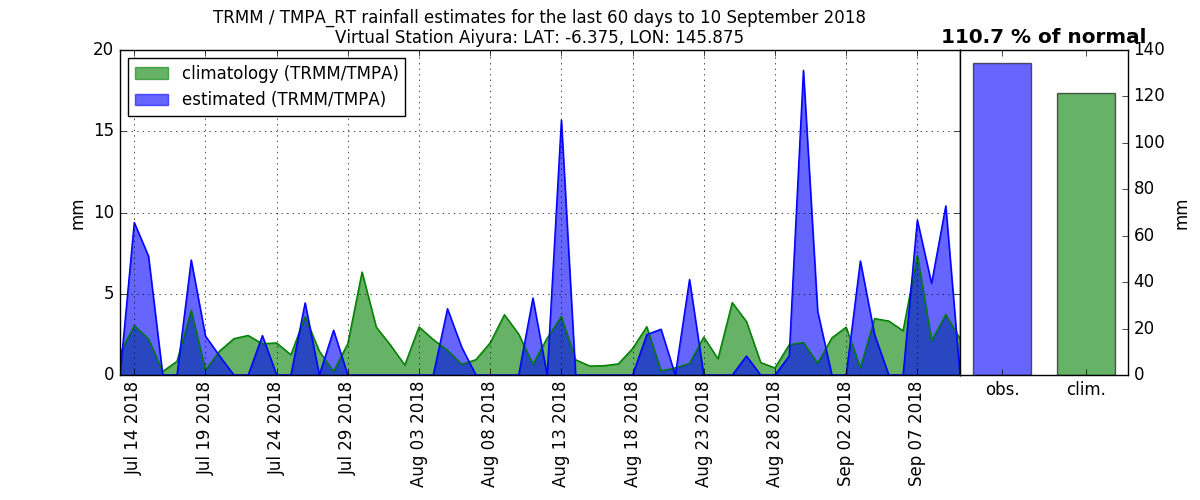 TRMM / TMPA_RT rainfall estimates for the last 60 days to 10 September 2018
Virtual Station Aiyura: LAT: -6.375, LON: 145.875
110.7 % of normal
climatology (TRMM/TMPA)
estimated (TRMM/TMPA)
20
15
10
5
0
mm
Jul 14 2018
Jul 19 2018
Jul 24 2018
Jul 29 2018
Aug 03 2018
Aug 08 2018
Aug 13 2018
Aug 18 2018
Aug 23 2018
Aug 28 2018
Sep 02 2018
Sep 07 2018
140
120
100
80
60
40
20
0
mm
obs.
clim.